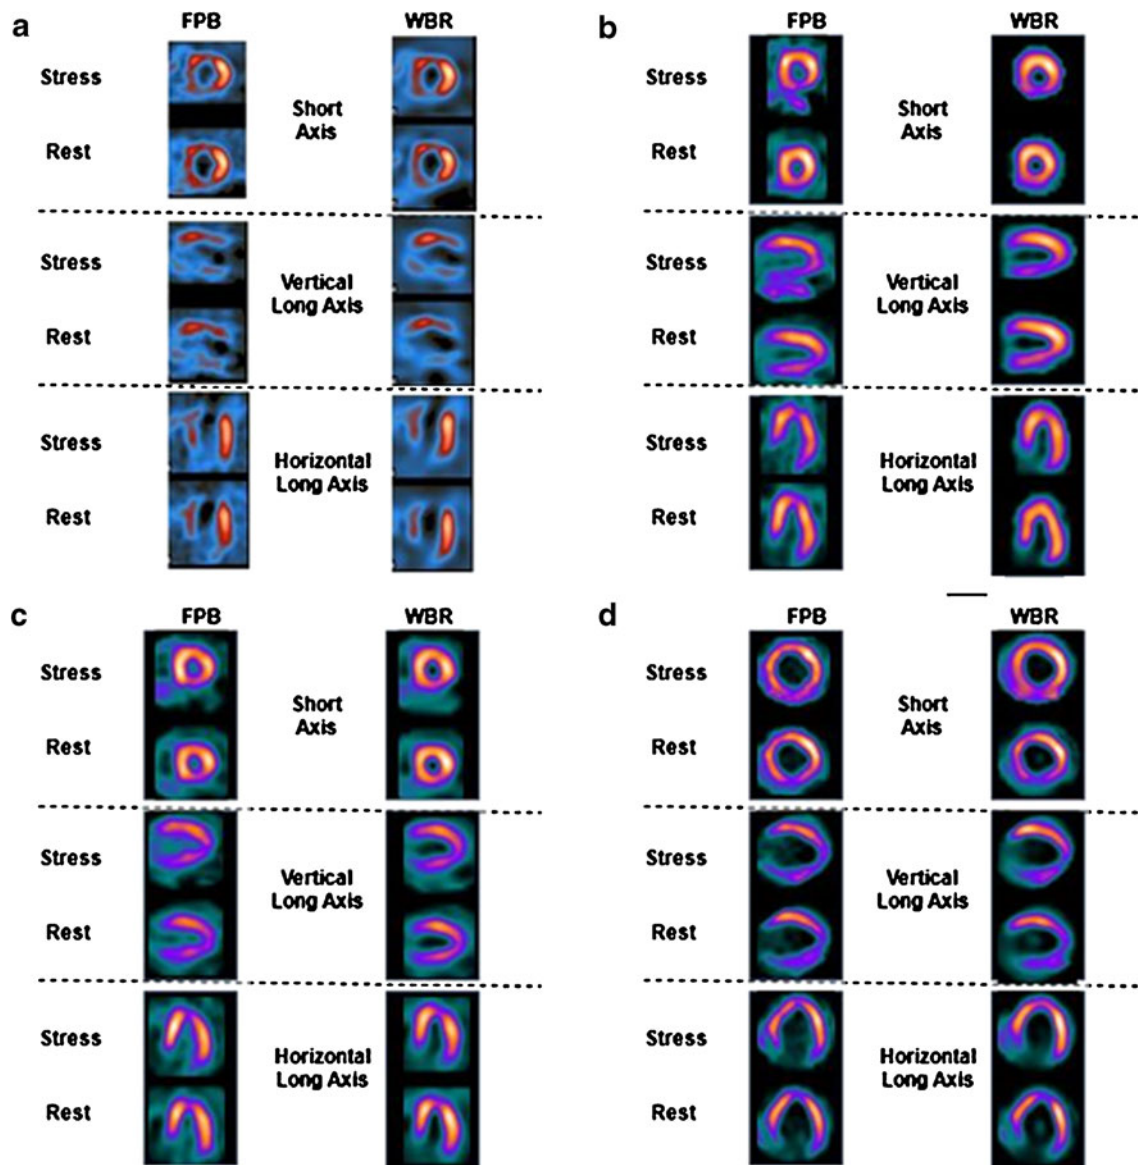 a
FPB WBR
Stress
Short
Axis
Rest
Stress
Vertical
Long Axis
Rest
Stress
Horizontal
Long Axis
Rest
b
FPB WBR
Stress
Short
Axis
Rest
Stress
Vertical
Long Axis
Rest
Stress
Horizontal
Long Axis
Rest
c
FPB WBR
Stress
Short
Axis
Rest
Stress
Vertical
Long Axis
Rest
Stress
Horizontal
Long Axis
Rest
d
FPB WBR
Stress
Short
Axis
Rest
Stress
Vertical
Long Axis
Rest
Stress
Horizontal
Long Axis
Rest